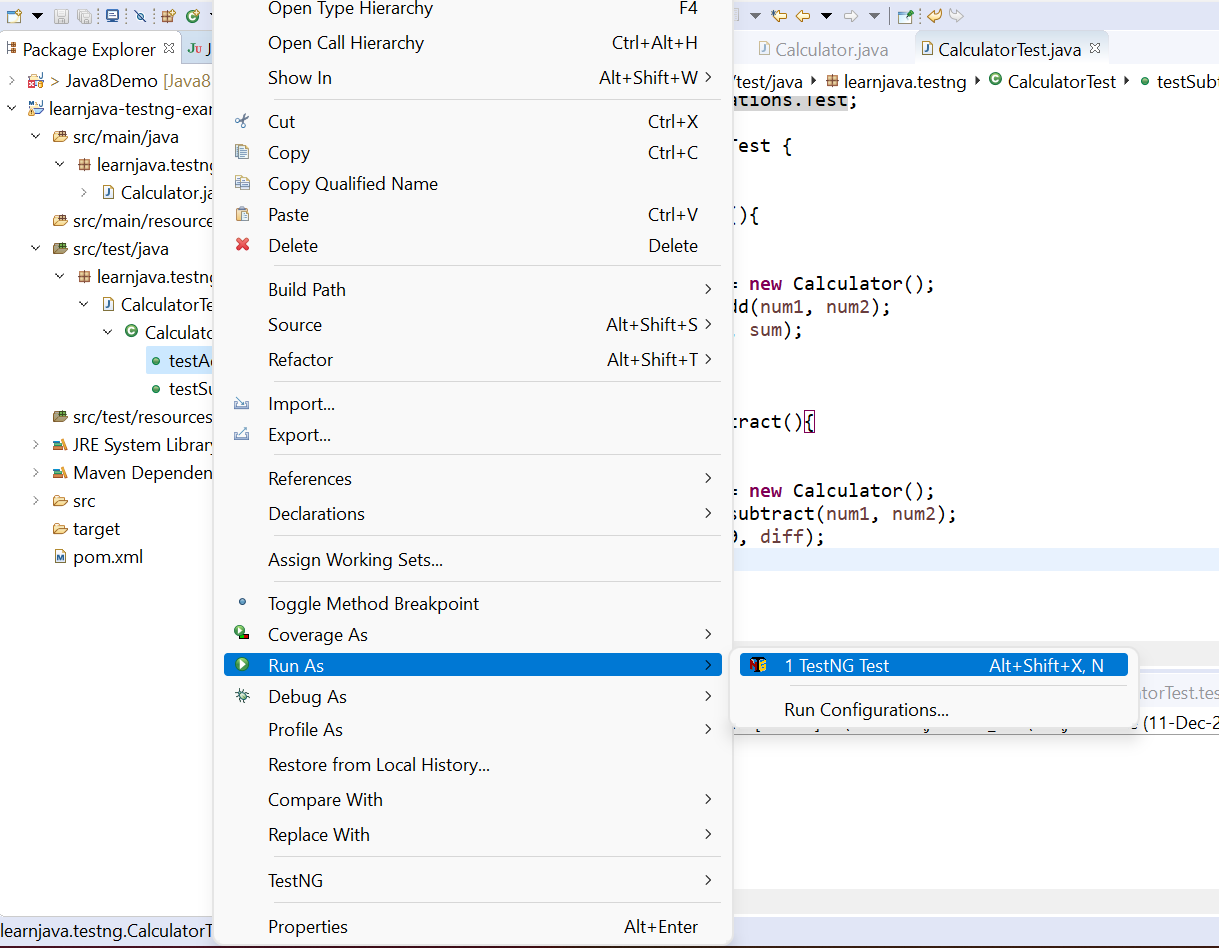 Package Explorer
Java8Demo [Java8
learnjava-testng-exar
src/main/java
learnjava.testng
Calculator.ja
src/main/resource
src/test/java
learnjava.testng
CalculatorTe
Calculato
testA
testSu
src/test/resources
JRE System Library
Maven Dependen
src
target
pom.xml
learnjava.testng.CalculatorT
Open Type Hierarchy F4
Open Call Hierarchy Ctrl+Alt+H
Show In Alt+Shift+W >
Cut Ctrl+X
Copy Ctrl+C
Copy Qualified Name
Paste Ctrl+V
Delete Delete
Build Path >
Source Alt+Shift+S >
Refactor Alt+Shift+T >
Import...
Export...
References >
Declarations >
Assign Working Sets...
Toggle Method Breakpoint
Coverage As >
Run As >
Debug As >
Profile As >
Restore from Local History...
Compare With >
Replace With >
TestNG >
Properties Alt+Enter
1 TestNG Test Alt+Shift+X, N
Run Configurations...
Calculator.java
CalculatorTest.java
/test/java learnjava.testng CalculatorTest testSubt
ations.Test;
Test {
(){
= new Calculator();
dd(num1, num2);
, sum);
tract(){
= new Calculator();
subtract(num1, num2);
0, diff);
torTest.tes
(11-Dec-2